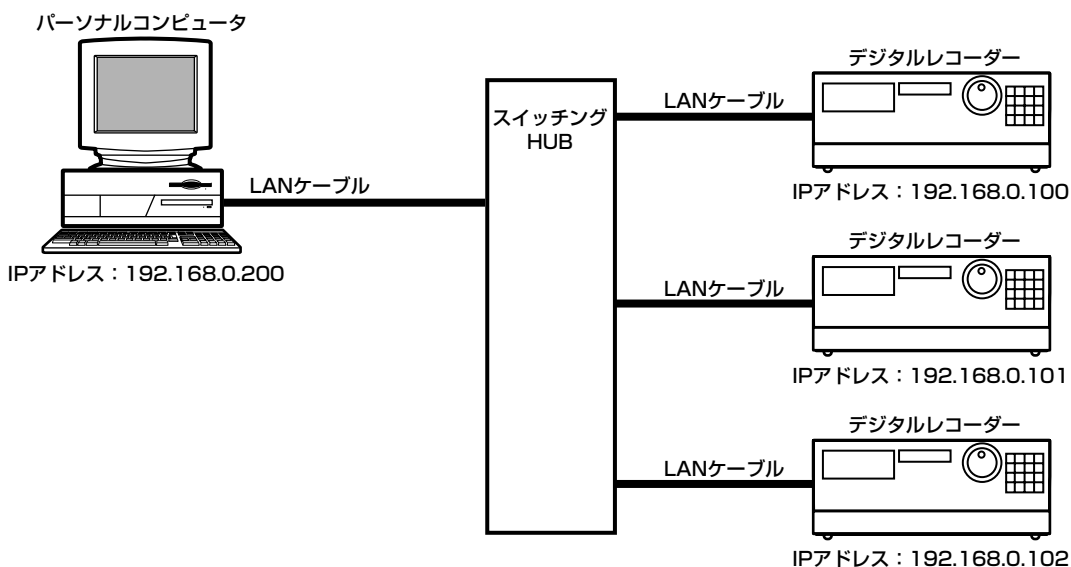 パーソナルコンピュータ
LANケーブル
IPアドレス：192.168.0.200
スイッチング
HUB
デジタルレコーダー
LANケーブル
IPアドレス：192.168.0.100
デジタルレコーダー
LANケーブル
IPアドレス：192.168.0.101
デジタルレコーダー
LANケーブル
IPアドレス：192.168.0.102